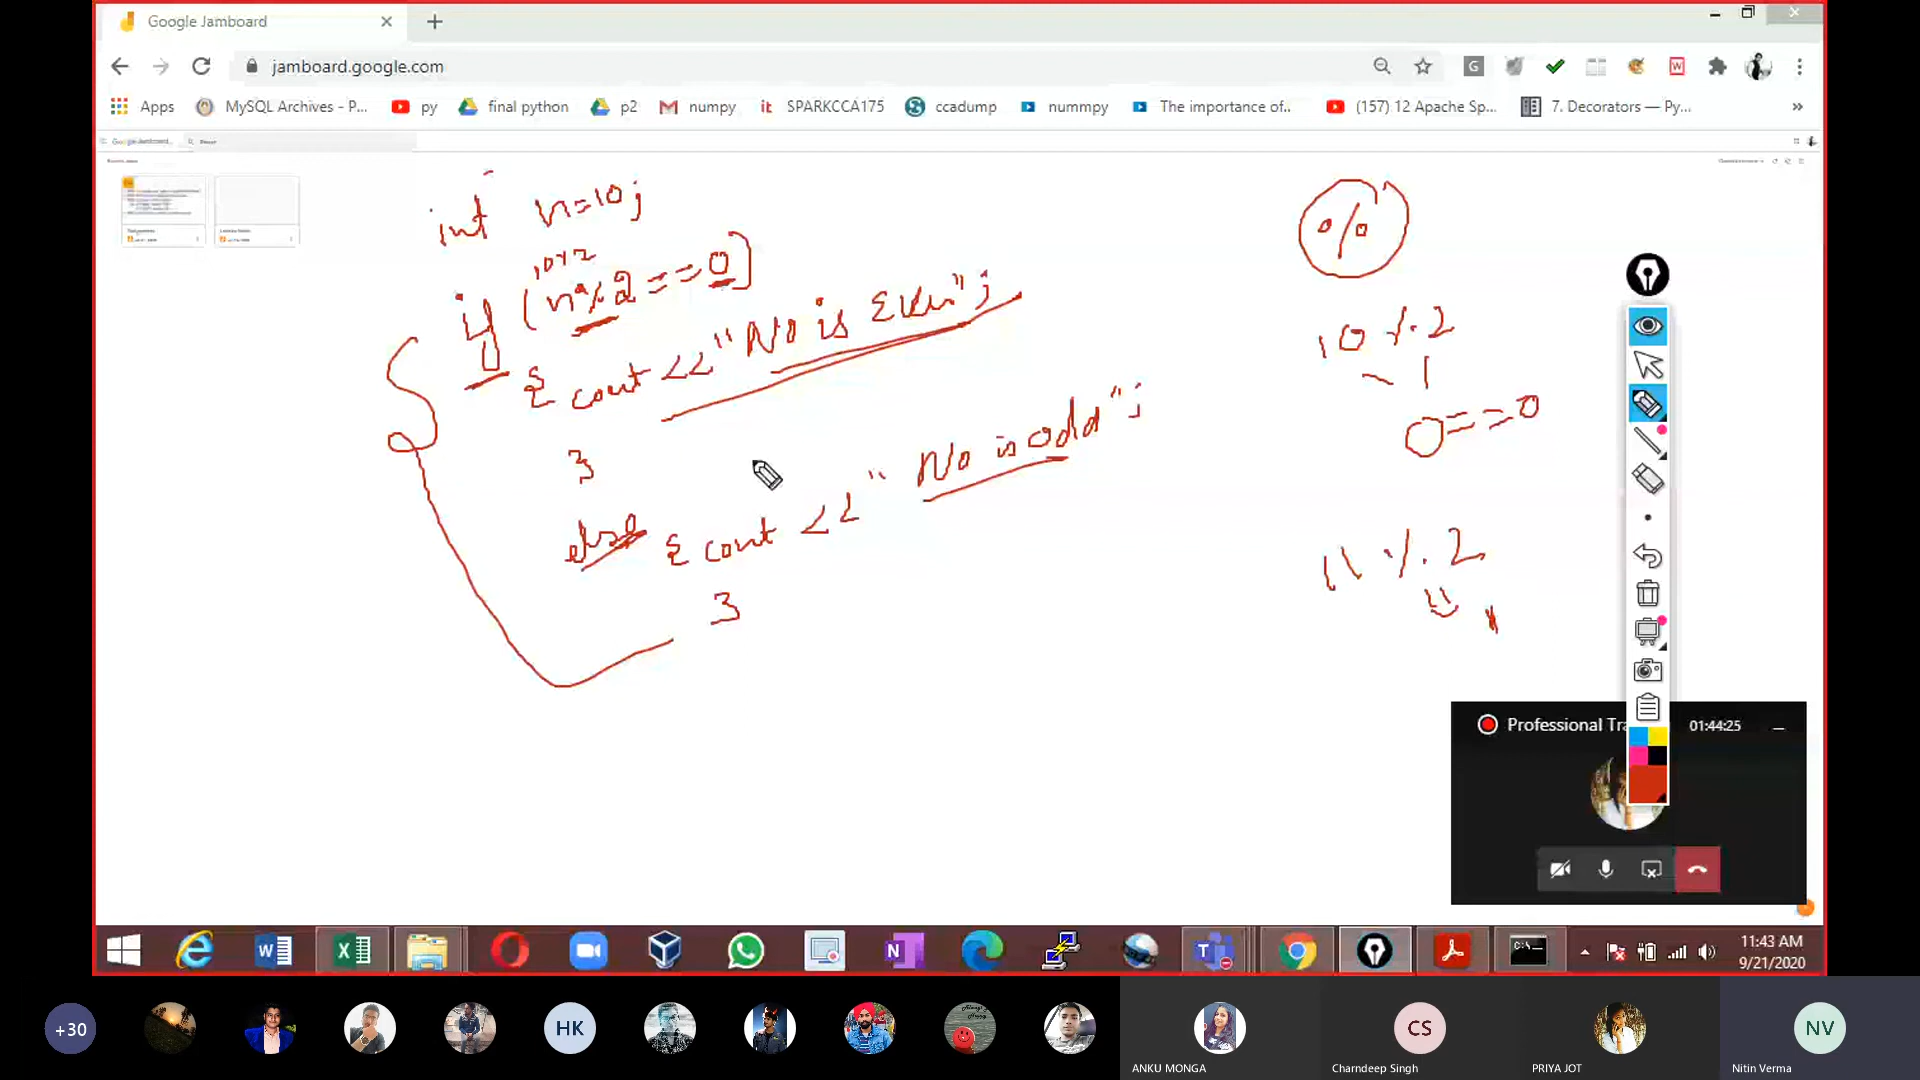 Google Jamboard
jamboard.google.com
Apps MySQL Archives - P... py final python p2 numpy SPARKCCA175 ccadump nummpy The importance of.. (157) 12 Apache Sp... 7. Decorators — Py... »
int n=10;
10%2
if (n%2==0)
{ cout <<"No is Even";
}
else { cout << "No is odd";
}
%
10 % 2
0==0
11 % 2
Professional Tra 01:44:25
11:43 AM
9/21/2020
+30
HK
CS
NV
ANKU MONGA
Charndeep Singh
PRIYA JOT
Nitin Verma